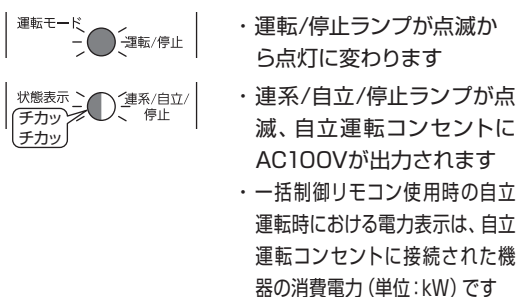 運転モード
運転/停止
・運転/停止ランプが点滅か
ら点灯に変わります
状態表示
連系/自立/
停止
チカッ
チカッ
・連系/自立/停止ランプが点
滅、自立運転コンセントに
AC100Vが出力されます
・一括制御リモコン使用時の自立
運転時における電力表示は、自立
運転コンセントに接続された機
器の消費電力（単位：kW）です